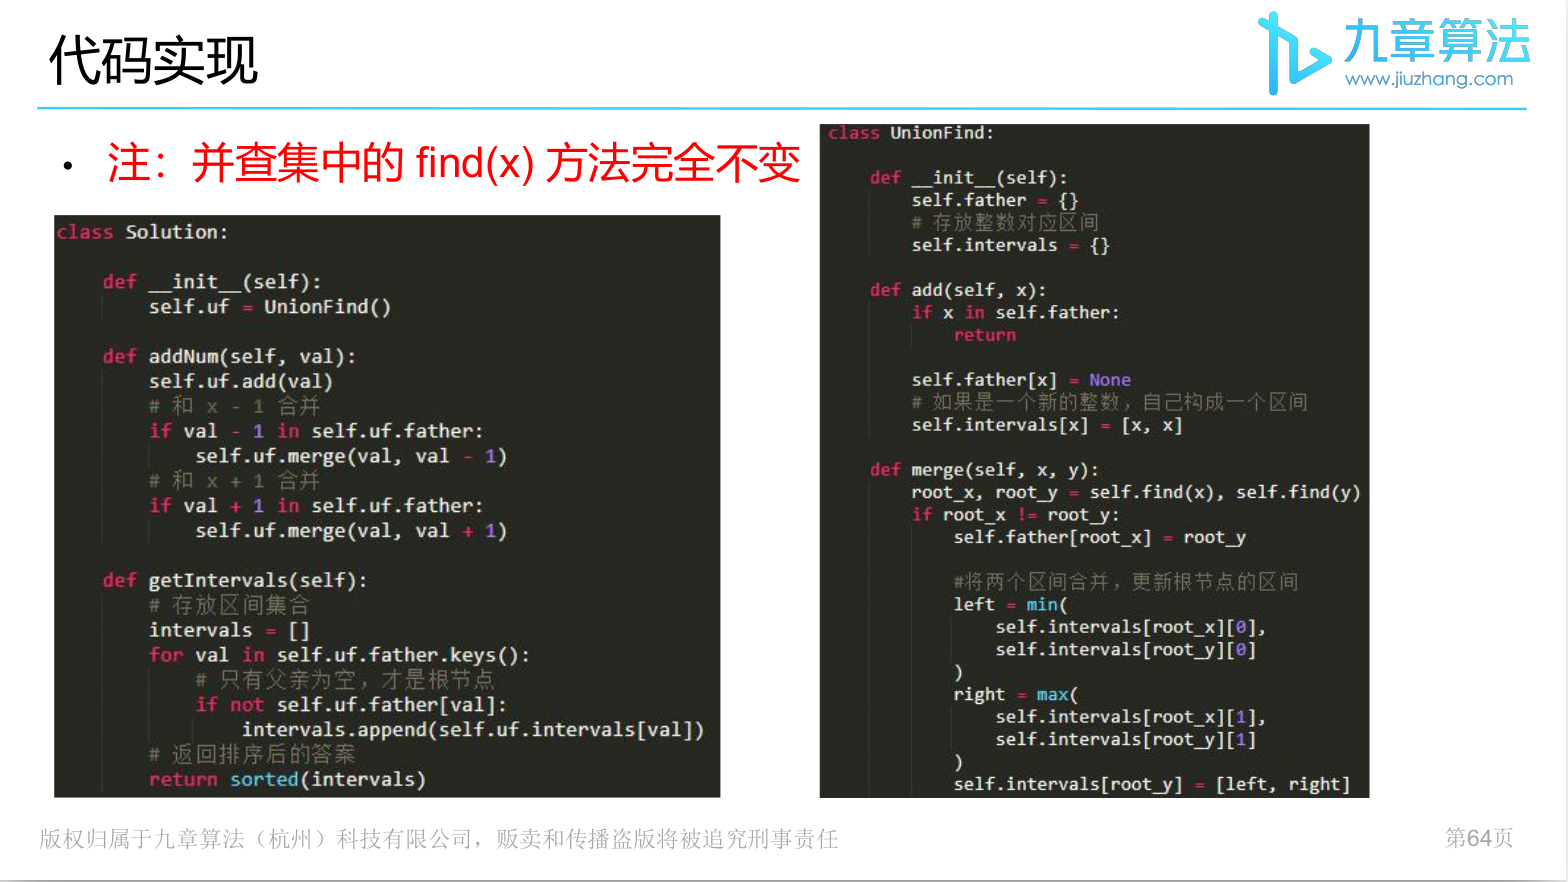 代码实现
九章算法
www.jiuzhang.com
• 注：并查集中的 find(x) 方法完全不变
class Solution:
    def __init__(self):
        self.uf = UnionFind()
    def addNum(self, val):
        self.uf.add(val)
        # 和 x - 1 合并
        if val - 1 in self.uf.father:
            self.uf.merge(val, val - 1)
        # 和 x + 1 合并
        if val + 1 in self.uf.father:
            self.uf.merge(val, val + 1)
    def getIntervals(self):
        # 存放区间集合
        intervals = []
        for val in self.uf.father.keys():
            # 只有父亲为空，才是根节点
            if not self.uf.father[val]:
                intervals.append(self.uf.intervals[val])
        # 返回排序后的答案
        return sorted(intervals)
class UnionFind:
    def __init__(self):
        self.father = {}
        # 存放整数对应区间
        self.intervals = {}
    def add(self, x):
        if x in self.father:
            return
        self.father[x] = None
        # 如果是一个新的整数，自己构成一个区间
        self.intervals[x] = [x, x]
    def merge(self, x, y):
        root_x, root_y = self.find(x), self.find(y)
        if root_x != root_y:
            self.father[root_x] = root_y
            #将两个区间合并，更新根节点的区间
            left = min(
                self.intervals[root_x][0],
                self.intervals[root_y][0]
            )
            right = max(
                self.intervals[root_x][1],
                self.intervals[root_y][1]
            )
            self.intervals[root_y] = [left, right]
版权归属于九章算法（杭州）科技有限公司，贩卖和传播盗版将被追究刑事责任
第64页